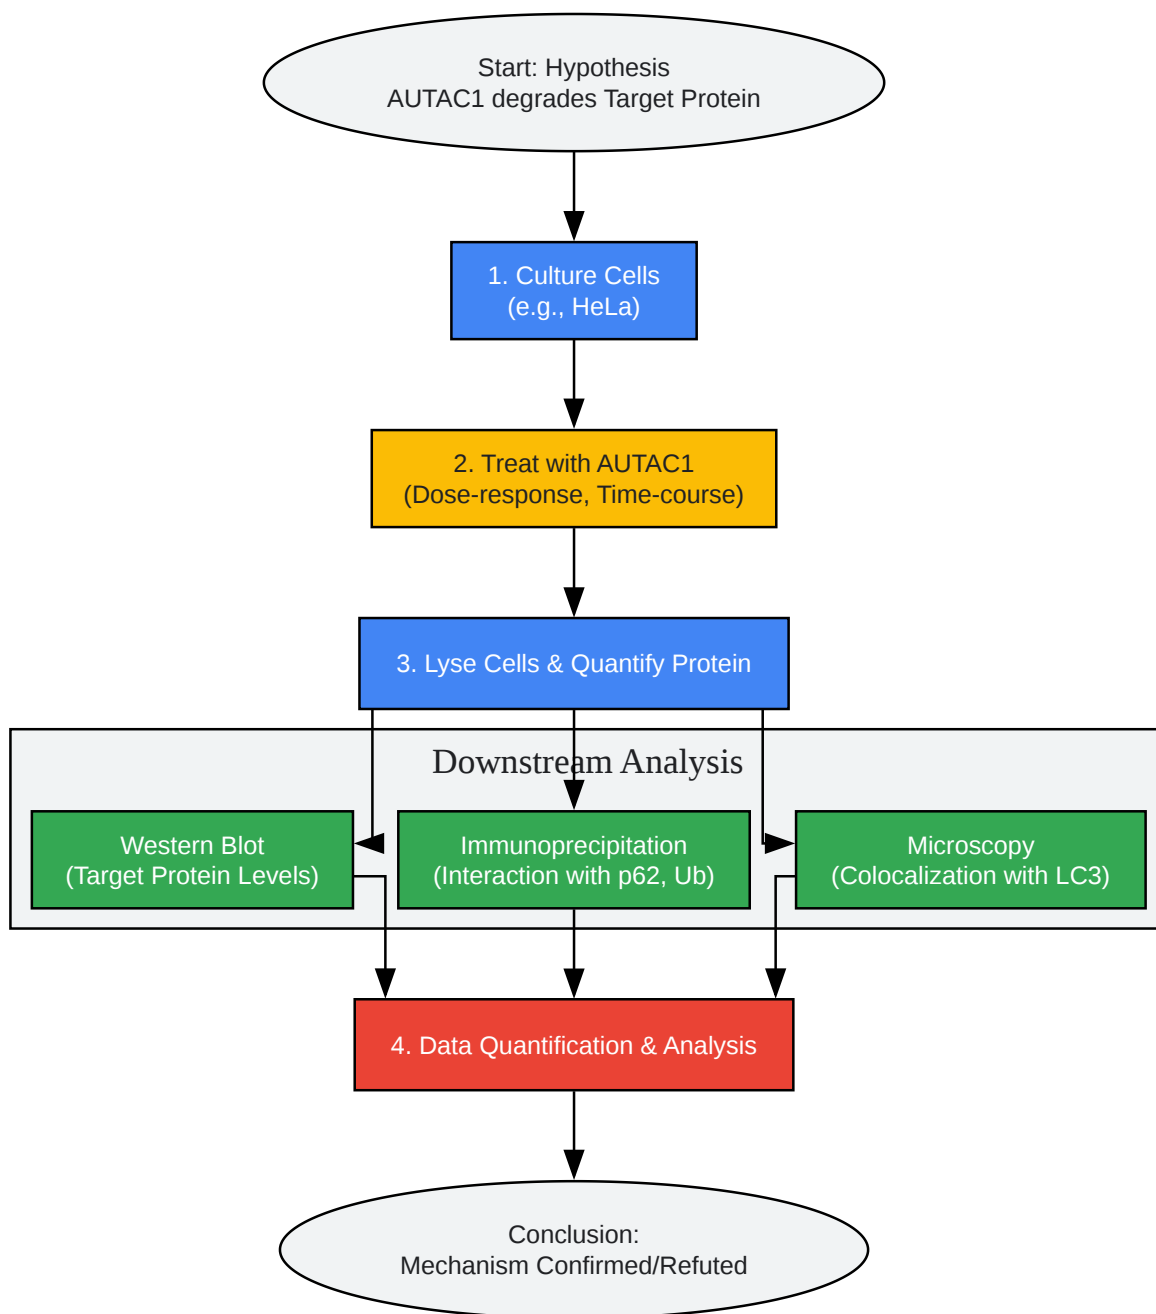 Start: Hypothesis
AUTAC1 degrades Target Protein
1. Culture Cells
(e.g., HeLa)
2. Treat with AUTAC1
(Dose-response, Time-course)
3. Lyse Cells & Quantify Protein
Downstream Analysis
Western Blot
(Target Protein Levels)
Immunoprecipitation
(Interaction with p62, Ub)
Microscopy
(Colocalization with LC3)
4. Data Quantification & Analysis
Conclusion:
Mechanism Confirmed/Refuted